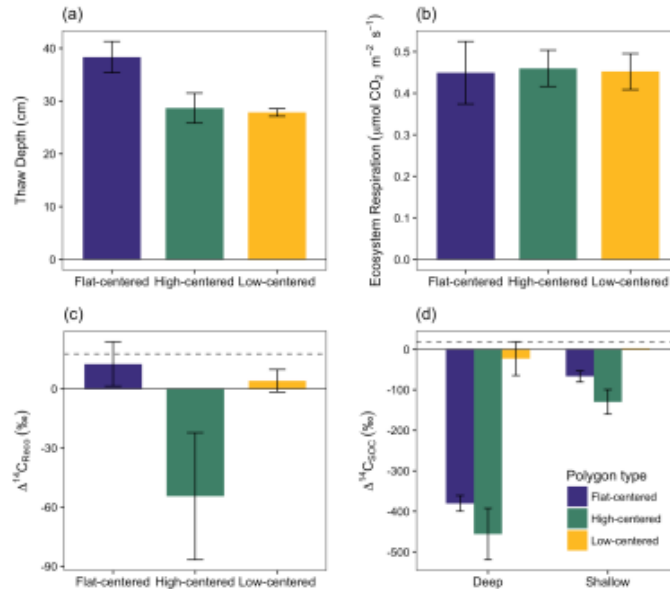 (a)
Thaw Depth (cm)
40
30
20
10
0
Flat-centered High-centered Low-centered
(b)
Ecosystem Respiration (μmol CO₂ m⁻² s⁻¹)
0.5
0.4
0.3
0.2
0.1
0.0
Flat-centered High-centered Low-centered
(c)
Δ¹⁴C_Reco (‰)
0
-30
-60
-90
Flat-centered High-centered Low-centered
(d)
Δ¹⁴C_SOC (‰)
0
-100
-200
-300
-400
-500
Polygon type
Flat-centered
High-centered
Low-centered
Deep Shallow